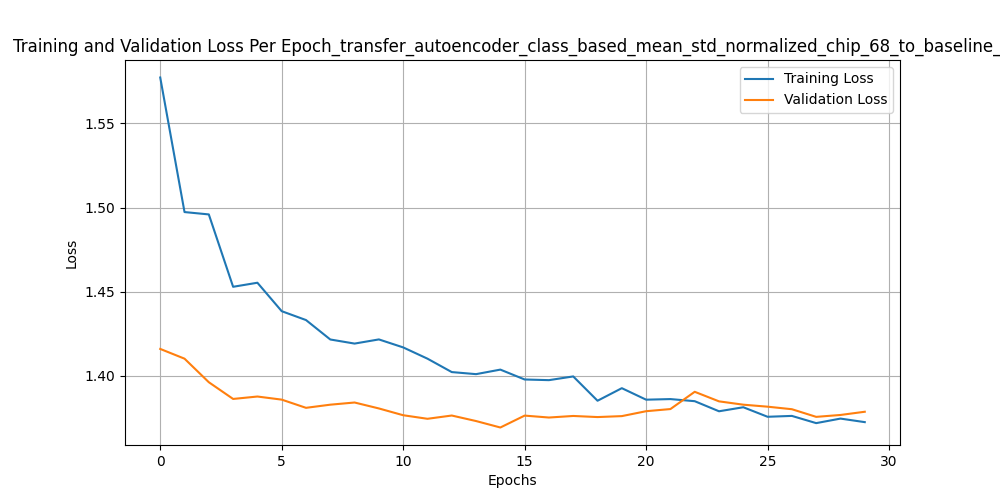 Training and Validation Loss Per Epoch_transfer_autoencoder_class_based_mean_std_normalized_chip_68_to_baseline_
Training Loss
Validation Loss
1.55
1.50
1.45
1.40
Loss
0 5 10 15 20 25 30
Epochs